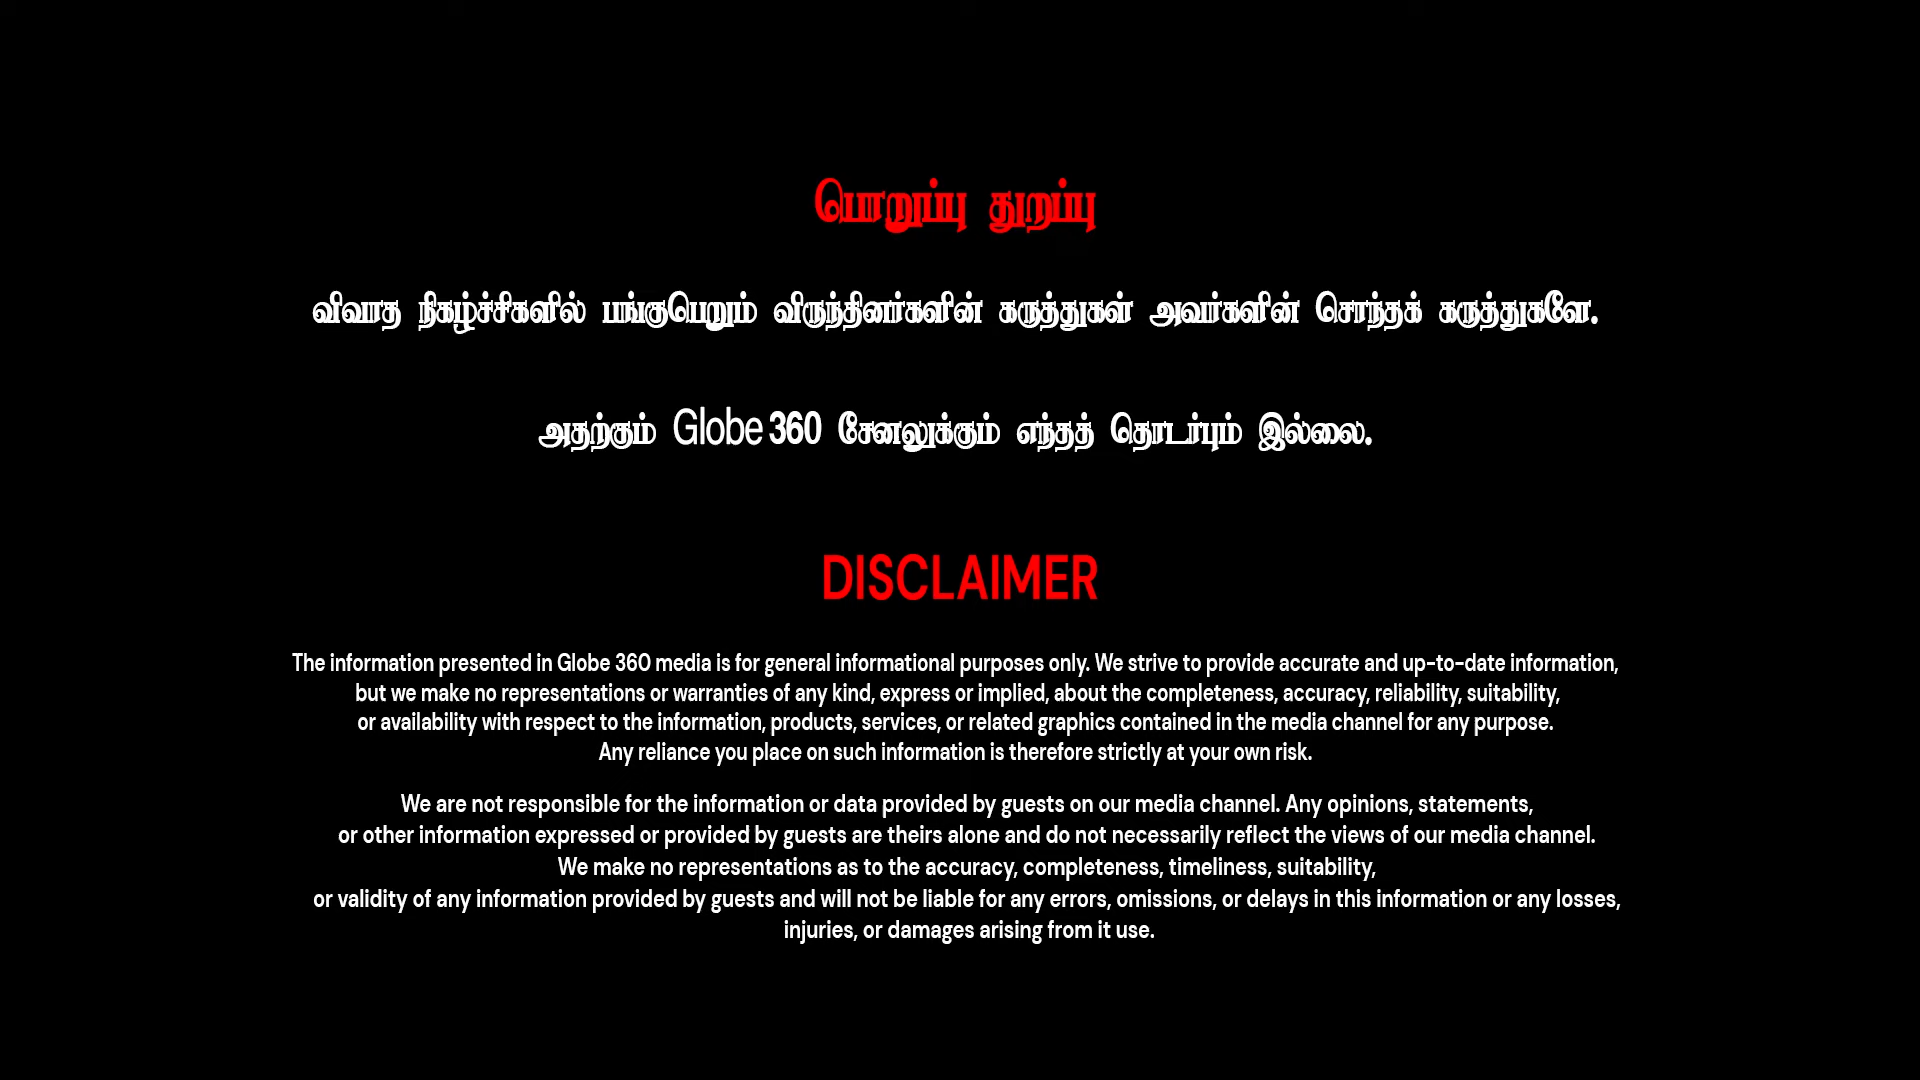 பொறுப்பு துறப்பு
விவாத நிகழ்ச்சிகளில் பங்குபெறும் விருந்தினர்களின் கருத்துகள் அவர்களின் சொந்தக் கருத்துகளே.
அதற்கும் Globe 360 சேனலுக்கும் எந்தத் தொடர்பும் இல்லை.
DISCLAIMER
The information presented in Globe 360 media is for general informational purposes only. We strive to provide accurate and up-to-date information,
but we make no representations or warranties of any kind, express or implied, about the completeness, accuracy, reliability, suitability,
or availability with respect to the information, products, services, or related graphics contained in the media channel for any purpose.
Any reliance you place on such information is therefore strictly at your own risk.
We are not responsible for the information or data provided by guests on our media channel. Any opinions, statements,
or other information expressed or provided by guests are theirs alone and do not necessarily reflect the views of our media channel.
We make no representations as to the accuracy, completeness, timeliness, suitability,
or validity of any information provided by guests and will not be liable for any errors, omissions, or delays in this information or any losses,
injuries, or damages arising from it use.